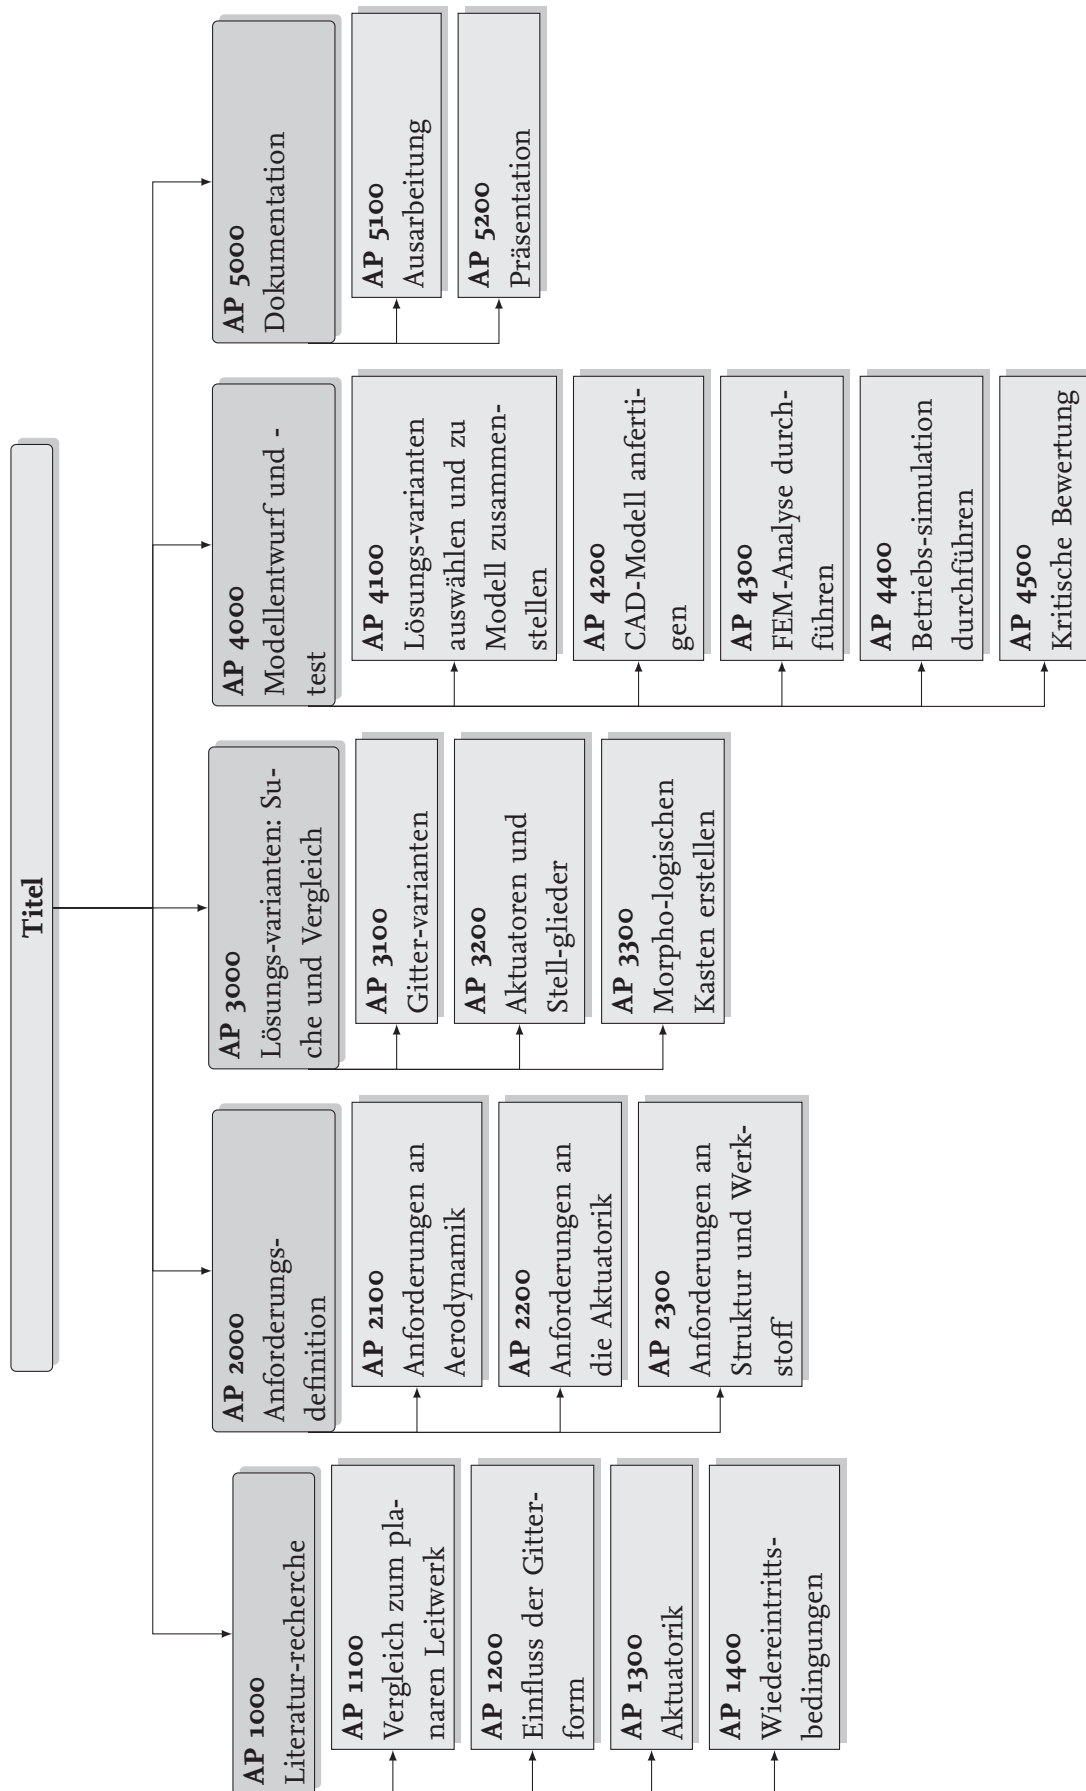 Titel
AP 1000
Literatur-recherche
AP 1100
Vergleich zum pla-
naren Leitwerk
AP 1200
Einfluss der Gitter-
form
AP 1300
Aktuatorik
AP 1400
Wiedereintritts-
bedingungen
AP 2000
Anforderungs-
definition
AP 2100
Anforderungen an
Aerodynamik
AP 2200
Anforderungen an
die Aktuatorik
AP 2300
Anforderungen an
Struktur und Werk-
stoff
AP 3000
Lösungs-varianten: Su-
che und Vergleich
AP 3100
Gitter-varianten
AP 3200
Aktuatoren und
Stell-glieder
AP 3300
Morpho-logischen
Kasten erstellen
AP 4000
Modellentwurf und -
test
AP 4100
Lösungs-varianten
auswählen und zu
Modell zusammen-
stellen
AP 4200
CAD-Modell anferti-
gen
AP 4300
FEM-Analyse durch-
führen
AP 4400
Betriebs-simulation
durchführen
AP 4500
Kritische Bewertung
AP 5000
Dokumentation
AP 5100
Ausarbeitung
AP 5200
Präsentation